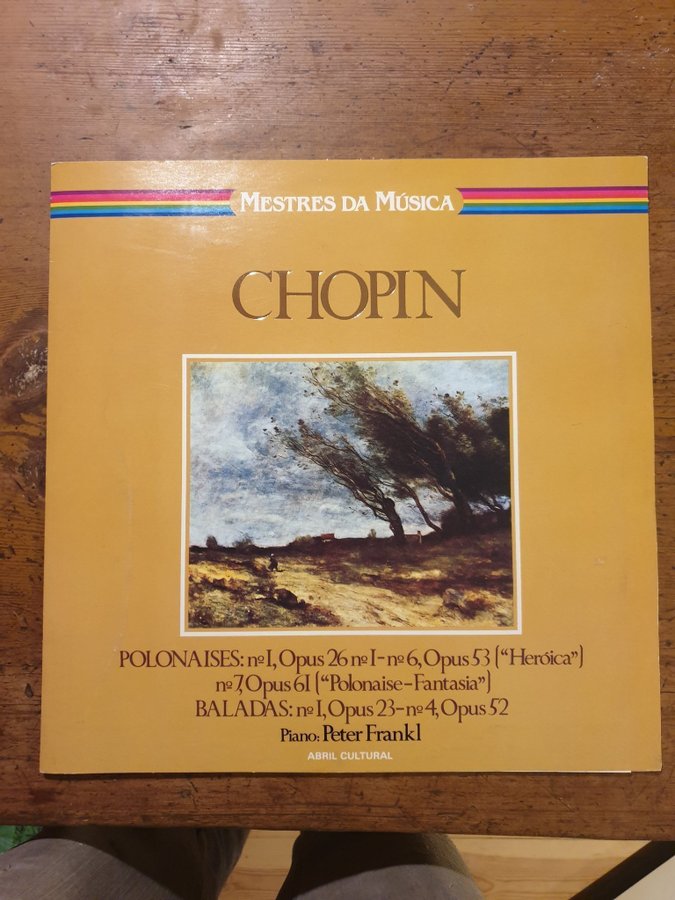 MESTRES DA MÚSICA
CHOPIN
POLONAISES: nº 1, Opus 26 nº 1-nº 6, Opus 53 ("Heróica")
nº 7, Opus 61 ("Polonaise-Fantasia")
BALADAS: nº 1, Opus 23-nº 4, Opus 52
Piano: Peter Frankl
ABRIL CULTURAL